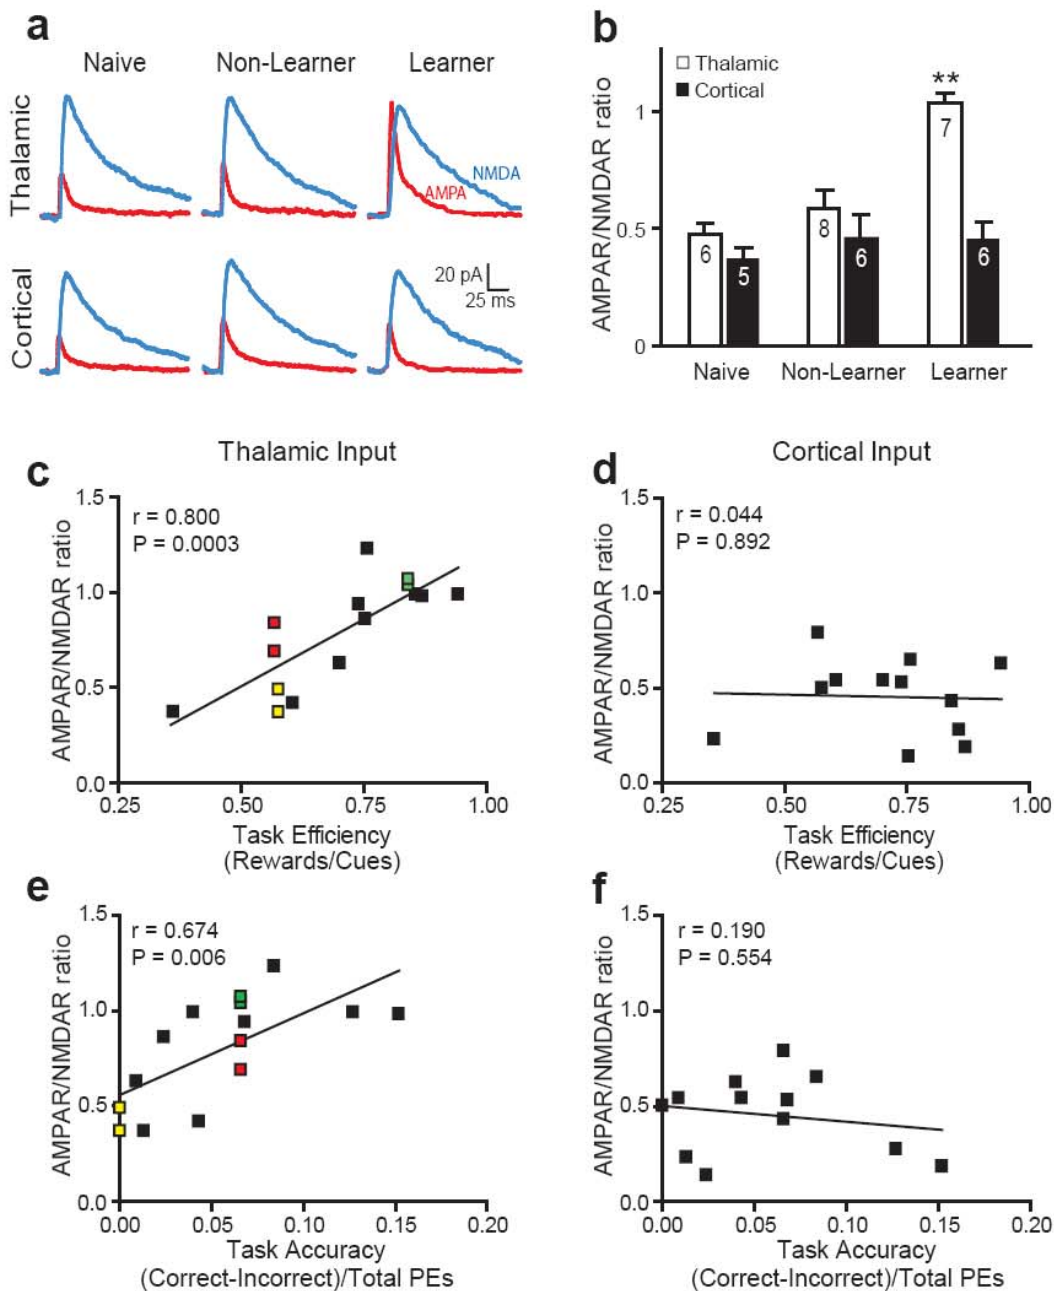 a
Naive
Non-Learner
Learner
Thalamic
NMDA
AMPA
Cortical
20 pA
25 ms
b
Thalamic
Cortical
AMPAR/NMDAR ratio
1
0.5
0
**
6
5
8
6
7
6
Naive
Non-Learner
Learner
Thalamic Input
c
AMPAR/NMDAR ratio
1.5
1.0
0.5
0.0
r = 0.800
P = 0.0003
0.25
0.50
0.75
1.00
Task Efficiency
(Rewards/Cues)
Cortical Input
d
AMPAR/NMDAR ratio
1.5
1.0
0.5
0.0
r = 0.044
P = 0.892
0.25
0.50
0.75
1.00
Task Efficiency
(Rewards/Cues)
e
AMPAR/NMDAR ratio
1.5
1.0
0.5
0.0
r = 0.674
P = 0.006
0.00
0.05
0.10
0.15
0.20
Task Accuracy
(Correct-Incorrect)/Total PEs
f
AMPAR/NMDAR ratio
1.5
1.0
0.5
0.0
r = 0.190
P = 0.554
0.00
0.05
0.10
0.15
0.20
Task Accuracy
(Correct-Incorrect)/Total PEs